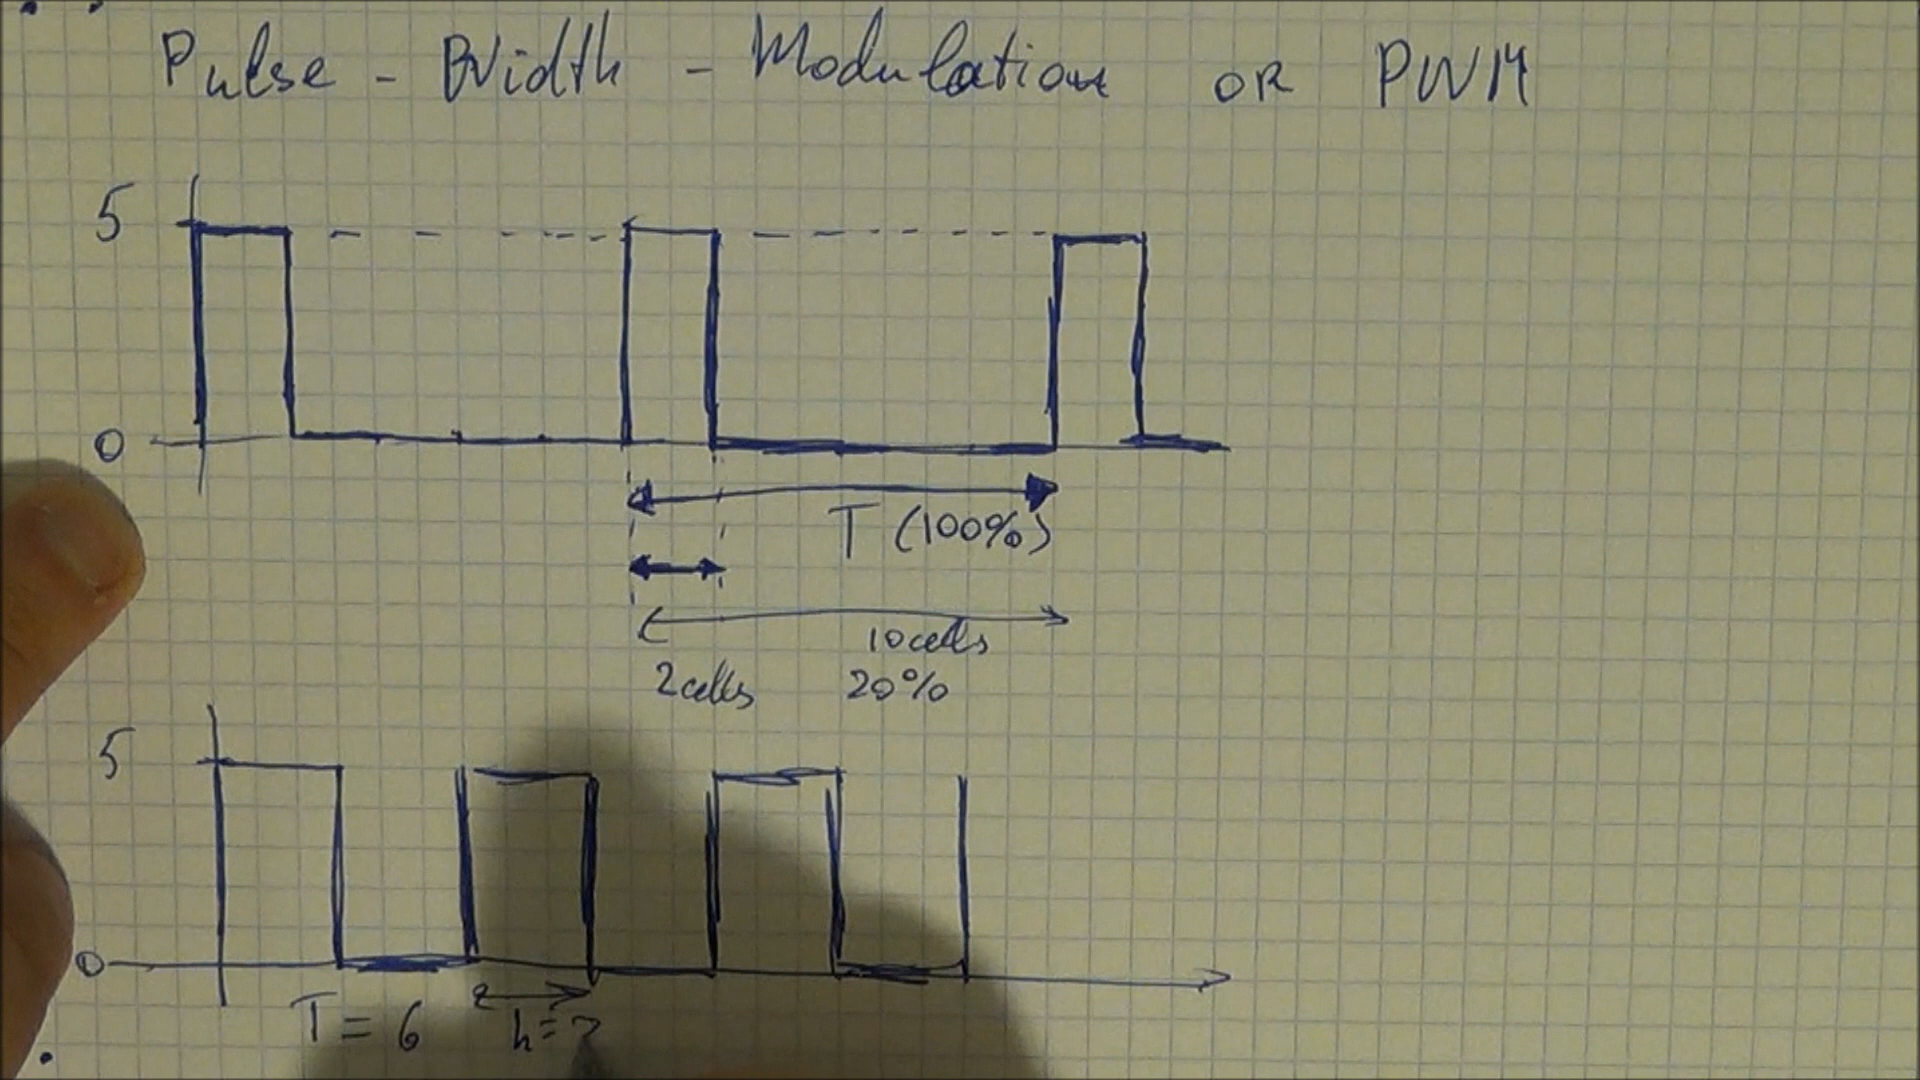 Pulse - Width - Modulation OR PWM
5
0
T (100%)
10 cells
2 cells 20%
5
0
T = 6 h =